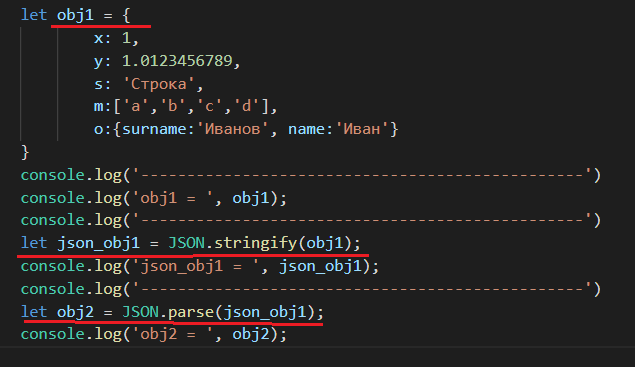 let obj1 = {
x: 1,
y: 1.0123456789,
s: 'Строка',
m:['a','b','c','d'],
o:{surname:'Иванов', name:'Иван'}
}
console.log('------------------------------------------------')
console.log('obj1 = ', obj1);
console.log('------------------------------------------------')
let json_obj1 = JSON.stringify(obj1);
console.log('json_obj1 = ', json_obj1);
console.log('------------------------------------------------')
let obj2 = JSON.parse(json_obj1);
console.log('obj2 = ', obj2);